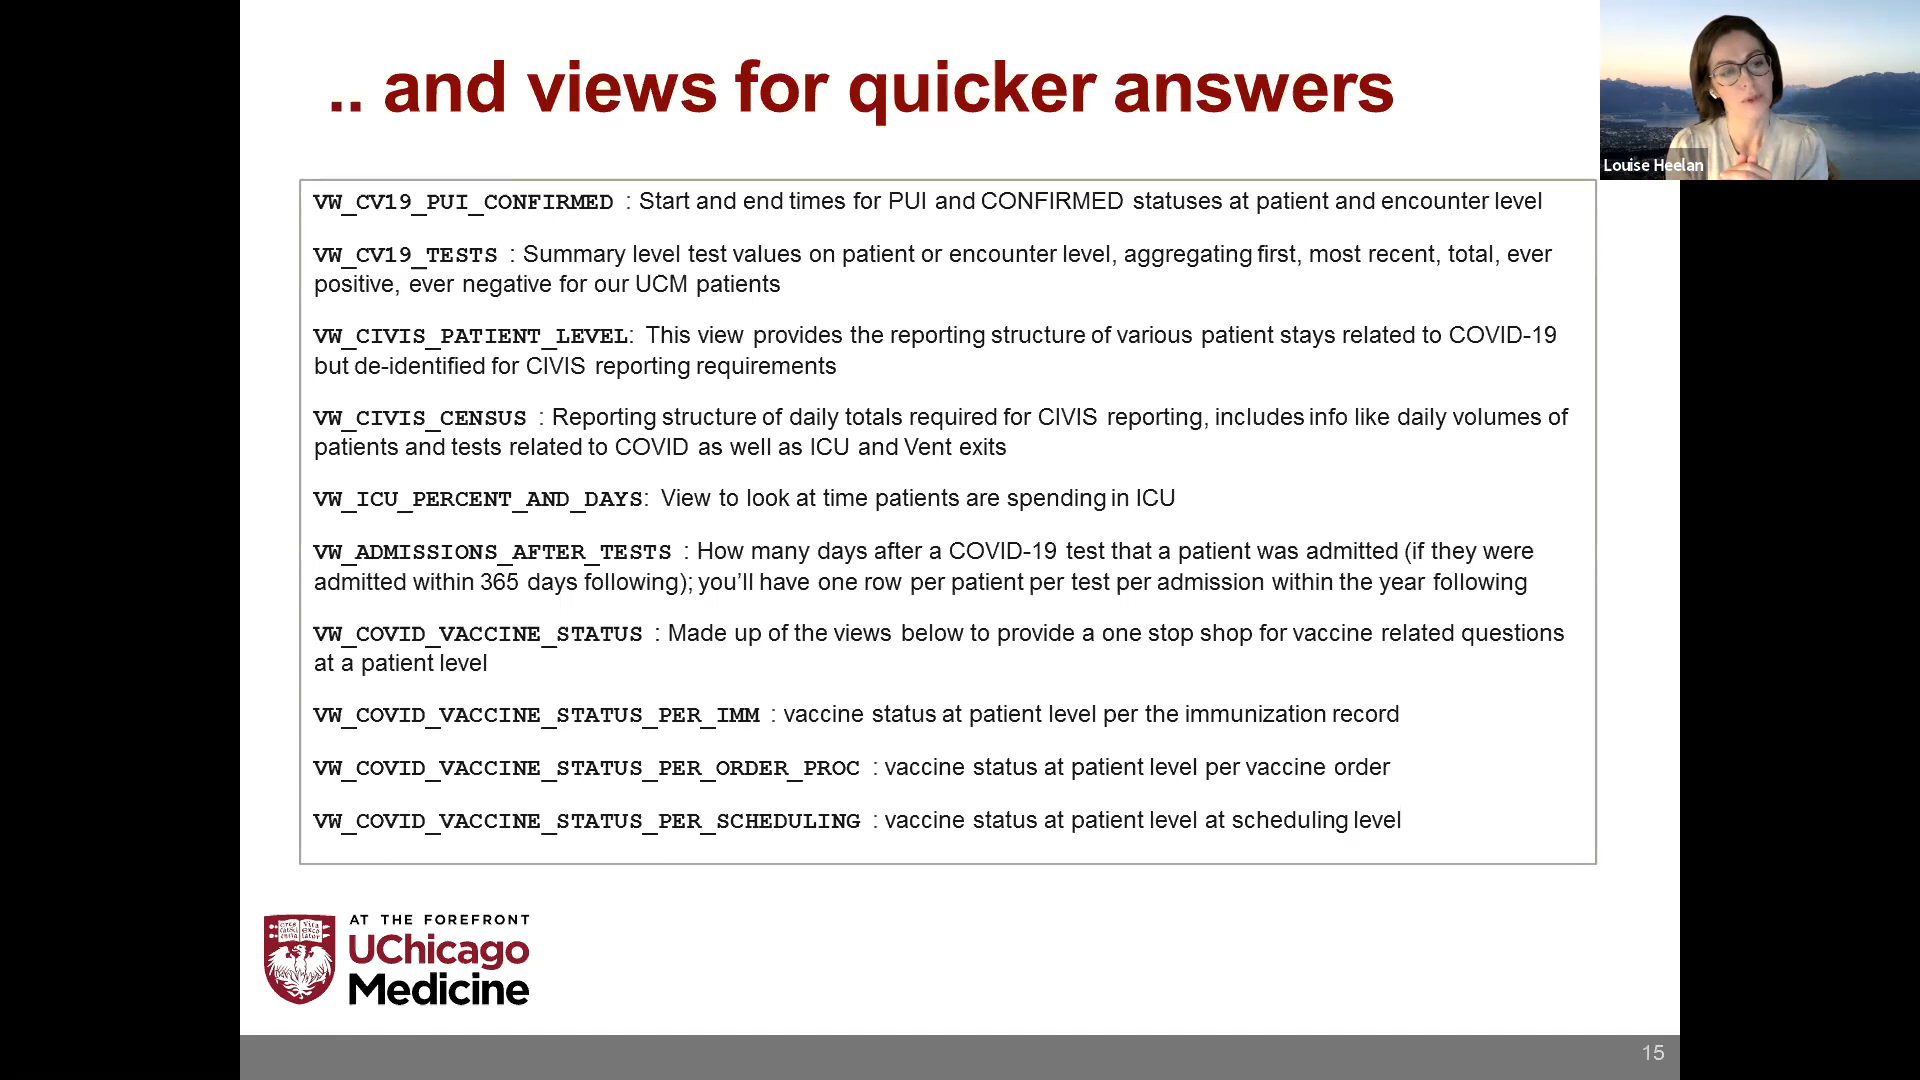 .. and views for quicker answers
Louise Heelan
VW_CV19_PUI_CONFIRMED : Start and end times for PUI and CONFIRMED statuses at patient and encounter level
VW_CV19_TESTS : Summary level test values on patient or encounter level, aggregating first, most recent, total, ever
positive, ever negative for our UCM patients
VW_CIVIS_PATIENT_LEVEL: This view provides the reporting structure of various patient stays related to COVID-19
but de-identified for CIVIS reporting requirements
VW_CIVIS_CENSUS : Reporting structure of daily totals required for CIVIS reporting, includes info like daily volumes of
patients and tests related to COVID as well as ICU and Vent exits
VW_ICU_PERCENT_AND_DAYS: View to look at time patients are spending in ICU
VW_ADMISSIONS_AFTER_TESTS : How many days after a COVID-19 test that a patient was admitted (if they were
admitted within 365 days following); you’ll have one row per patient per test per admission within the year following
VW_COVID_VACCINE_STATUS : Made up of the views below to provide a one stop shop for vaccine related questions
at a patient level
VW_COVID_VACCINE_STATUS_PER_IMM : vaccine status at patient level per the immunization record
VW_COVID_VACCINE_STATUS_PER_ORDER_PROC : vaccine status at patient level per vaccine order
VW_COVID_VACCINE_STATUS_PER_SCHEDULING : vaccine status at patient level at scheduling level
AT THE FOREFRONT
UChicago
Medicine
15